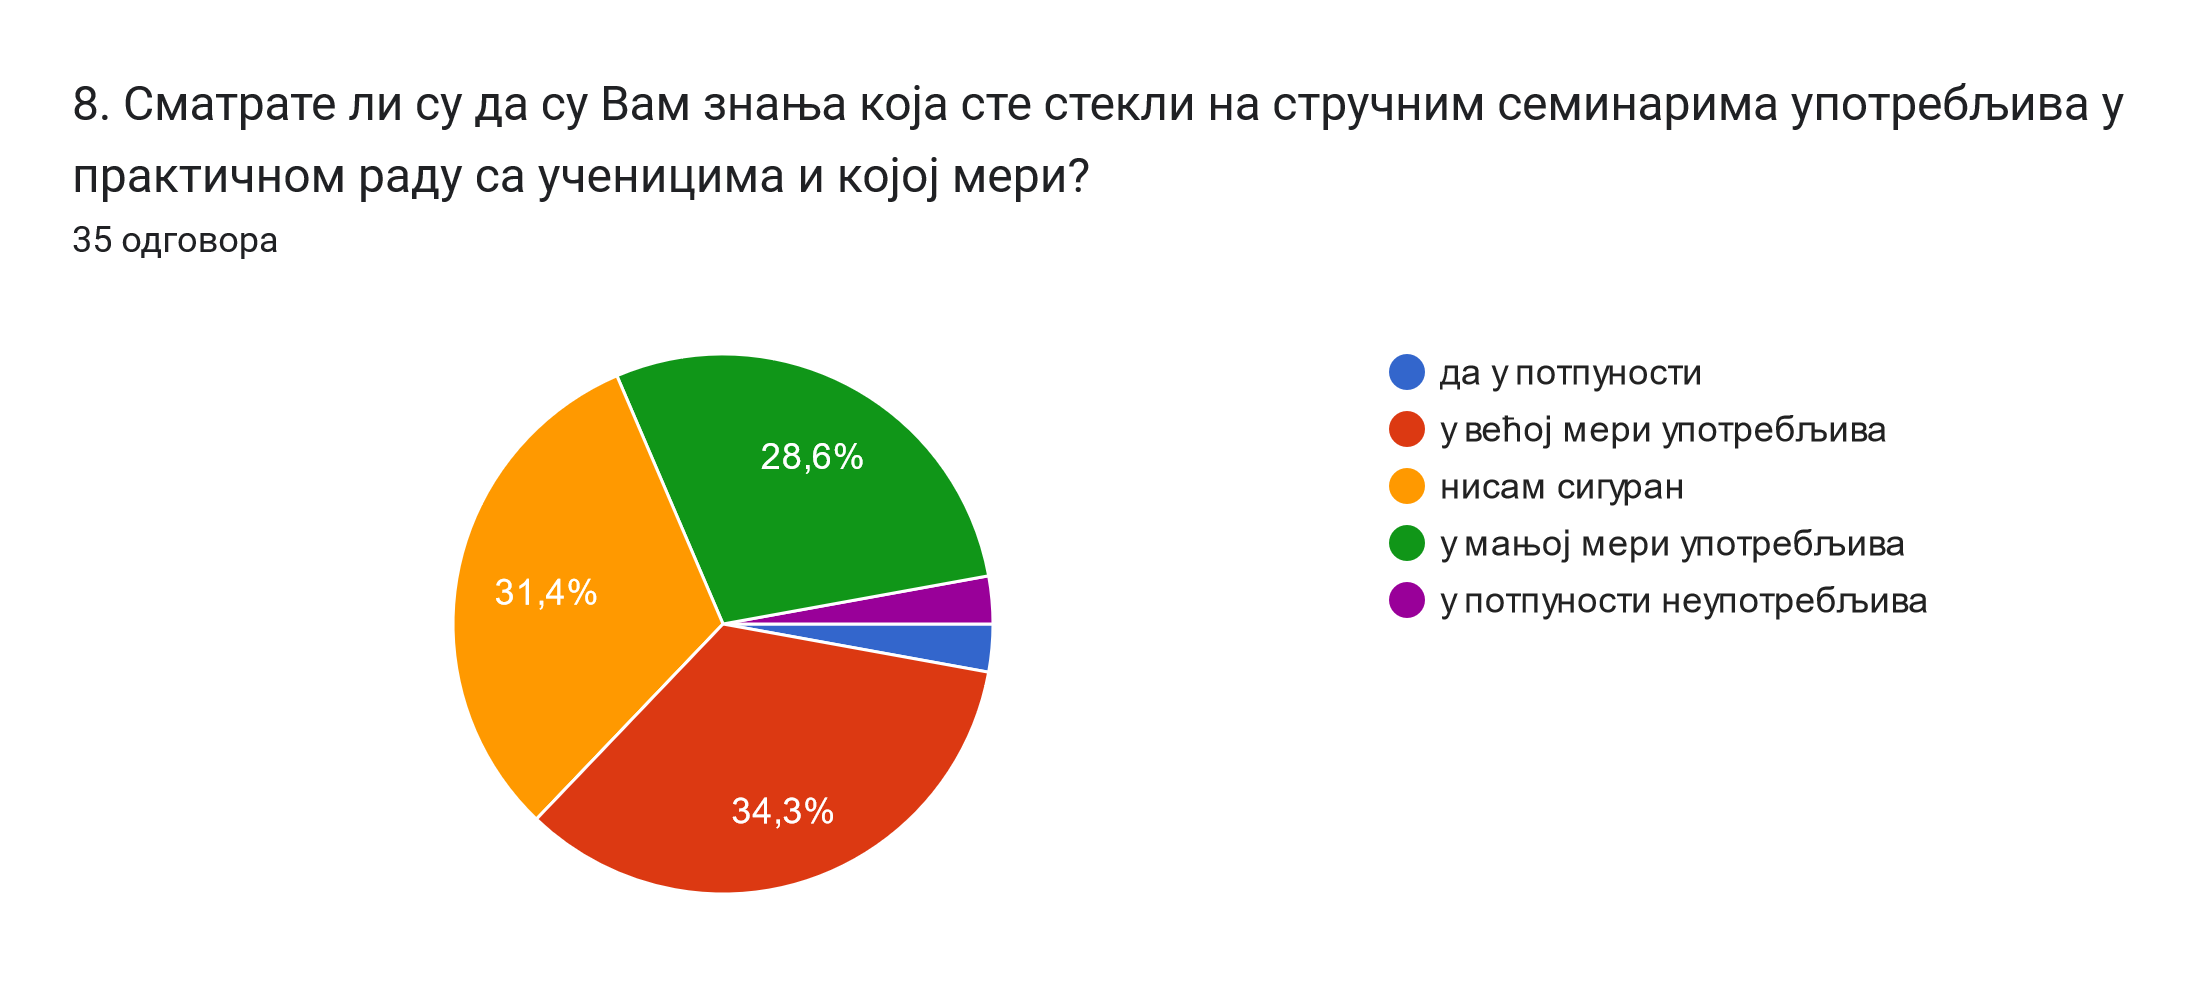 8. Сматрате ли су да су Вам знања која сте стекли на стручним семинарима употребљива у
практичном раду са ученицима и којој мери?
35 одговора
28,6%
31,4%
34,3%
да у потпуности
у већој мери употребљива
нисам сигуран
у мањој мери употребљива
у потпуности неупотребљива